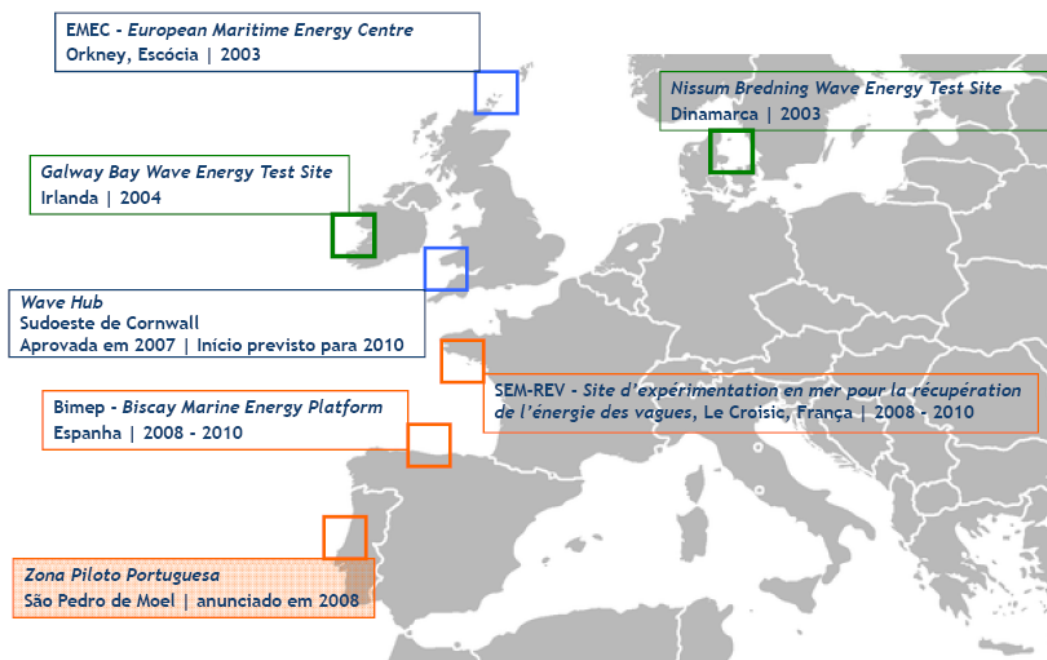 EMEC - European Maritime Energy Centre
Orkney, Escócia | 2003
Nissum Bredning Wave Energy Test Site
Dinamarca | 2003
Galway Bay Wave Energy Test Site
Irlanda | 2004
Wave Hub
Sudoeste de Cornwall
Aprovada em 2007 | Início previsto para 2010
SEM-REV - Site d'expérimentation en mer pour la récupération
de l'énergie des vagues, Le Croisic, França | 2008 - 2010
Bimep - Biscay Marine Energy Platform
Espanha | 2008 - 2010
Zona Piloto Portuguesa
São Pedro de Moel | anunciado em 2008